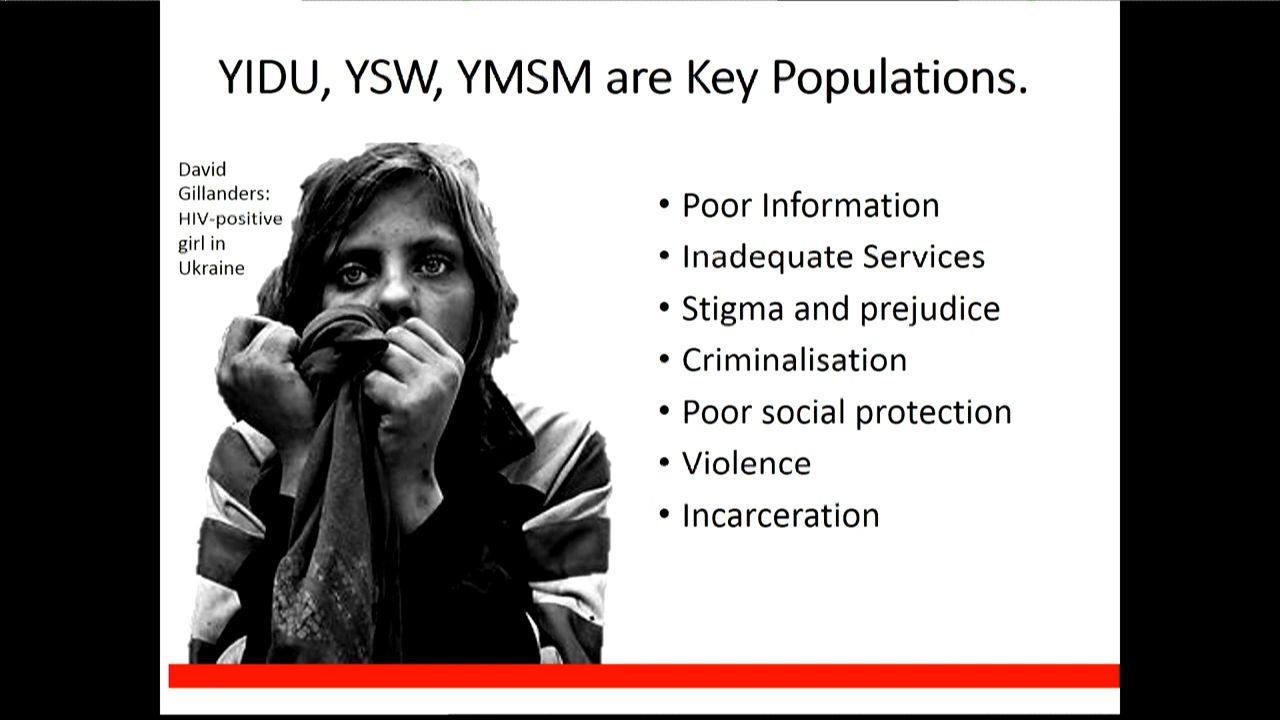 YIDU, YSW, YMSM are Key Populations.
David
Gillanders:
HIV-positive
girl in
Ukraine
• Poor Information
• Inadequate Services
• Stigma and prejudice
• Criminalisation
• Poor social protection
• Violence
• Incarceration